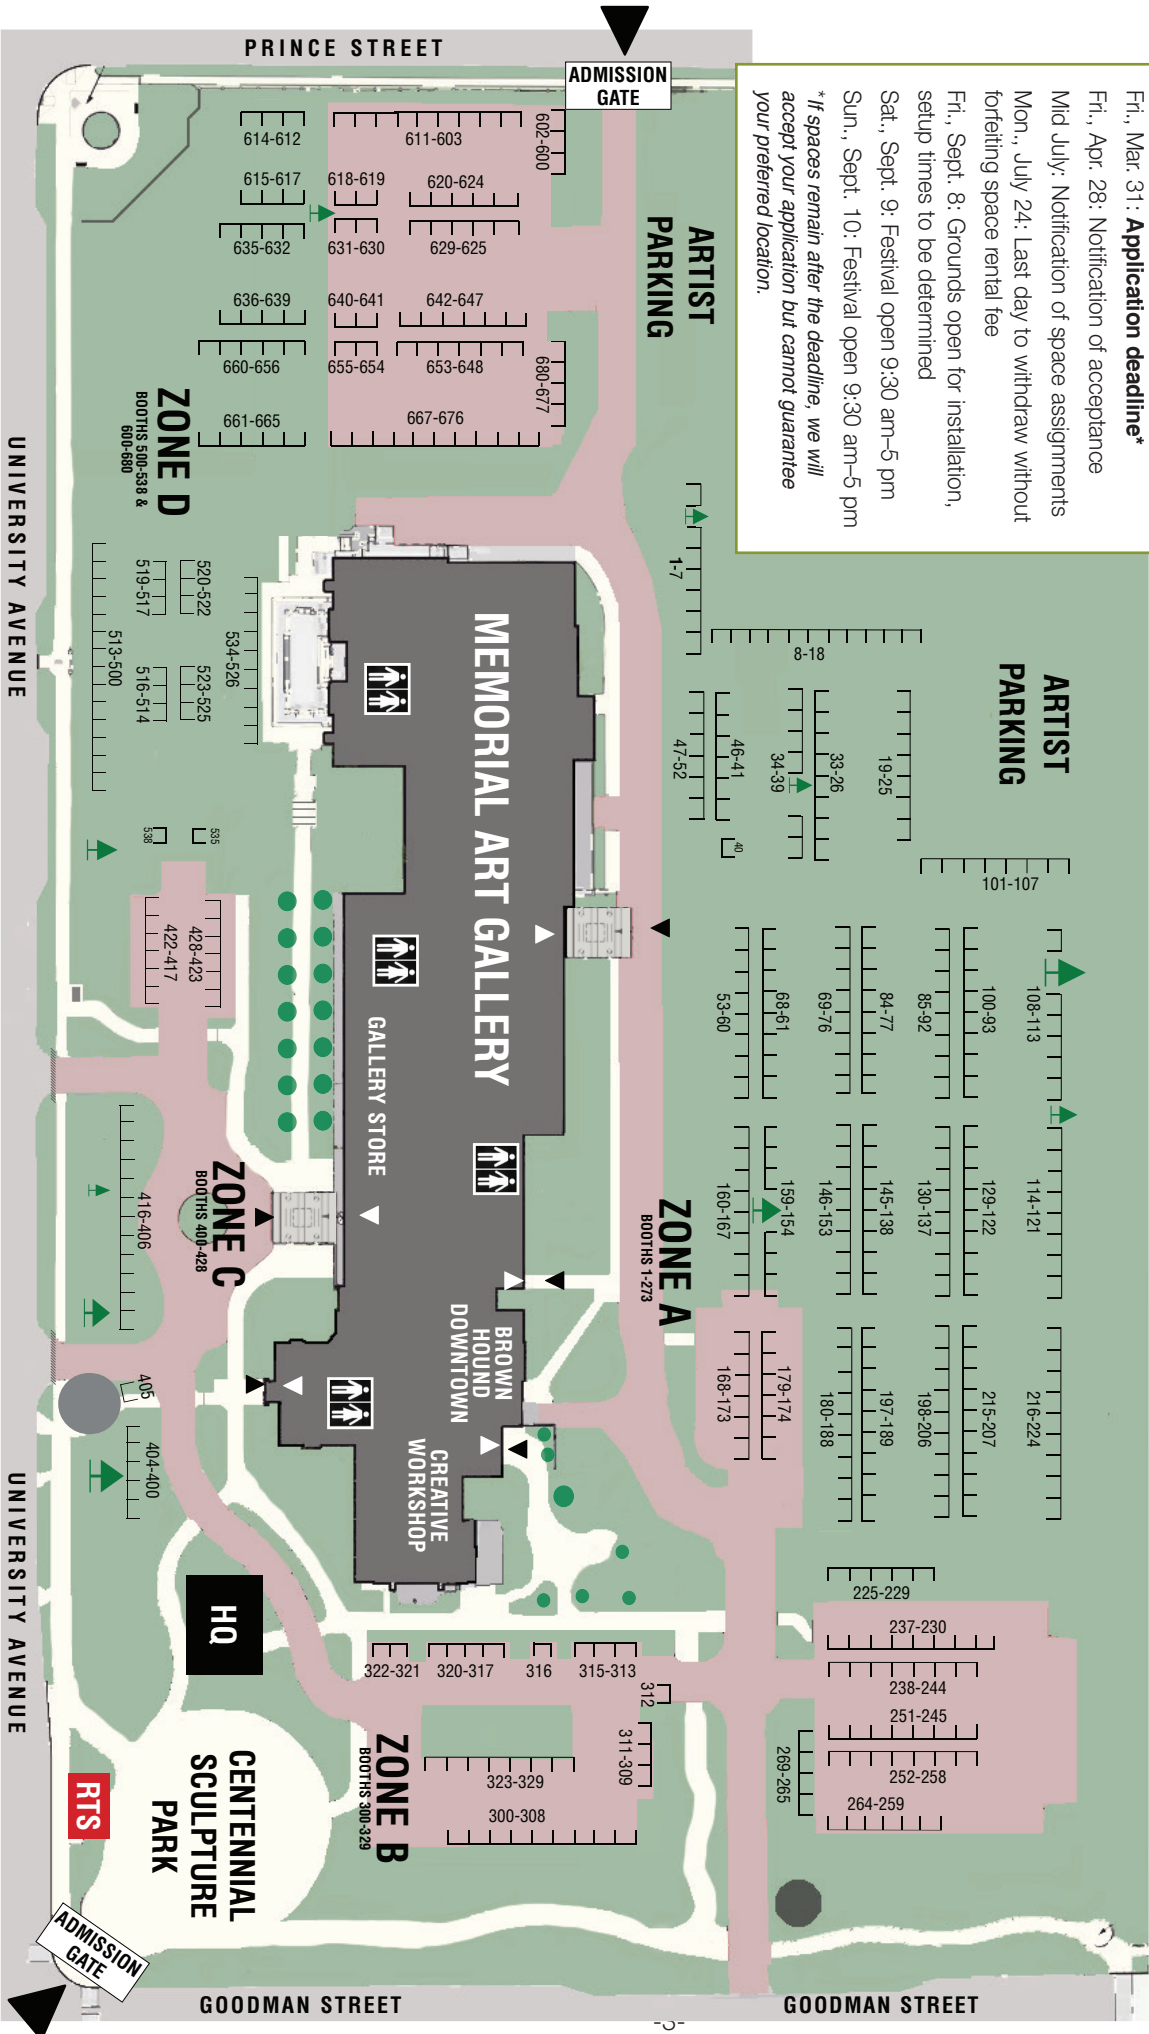 Fri., Mar. 31: Application deadline*
Fri., Apr. 28: Notification of acceptance
Mid July: Notification of space assignments
Mon., July 24: Last day to withdraw without
forfeiting space rental fee
Fri., Sept. 8: Grounds open for installation,
setup times to be determined
Sat., Sept. 9: Festival open 9:30 am–5 pm
Sun., Sept. 10: Festival open 9:30 am–5 pm
*If spaces remain after the deadline, we will
accept your application but cannot guarantee
your preferred location.
PRINCE STREET
ADMISSION
GATE
614-612
611-603
602-600
615-617
618-619
620-624
635-632
631-630
629-625
636-639
640-641
642-647
660-656
655-654
653-648
680-677
661-665
667-676
ARTIST
PARKING
ZONE D
BOOTHS 500-538 &
600-680
UNIVERSITY AVENUE
519-517
520-522
513-500
516-514
523-525
534-526
538
535
1-7
8-18
ARTIST
PARKING
47-52
46-41
34-39
33-26
19-25
40
101-107
MEMORIAL ART GALLERY
GALLERY STORE
422-417
428-423
53-60
68-61
69-76
84-77
85-92
100-93
108-113
160-167
159-154
146-153
145-138
130-137
129-122
114-121
ZONE A
BOOTHS 1-273
ZONE C
BOOTHS 400-428
416-406
BROWN
HOUND
DOWNTOWN
168-173
179-174
180-188
197-189
198-206
215-207
216-224
405
404-400
CREATIVE
WORKSHOP
HQ
225-229
237-230
238-244
251-245
252-258
264-259
269-265
322-321
320-317
316
315-313
312
311-309
323-329
300-308
ZONE B
BOOTHS 300-329
CENTENNIAL
SCULPTURE
PARK
RTS
UNIVERSITY AVENUE
ADMISSION
GATE
GOODMAN STREET
GOODMAN STREET
-3-